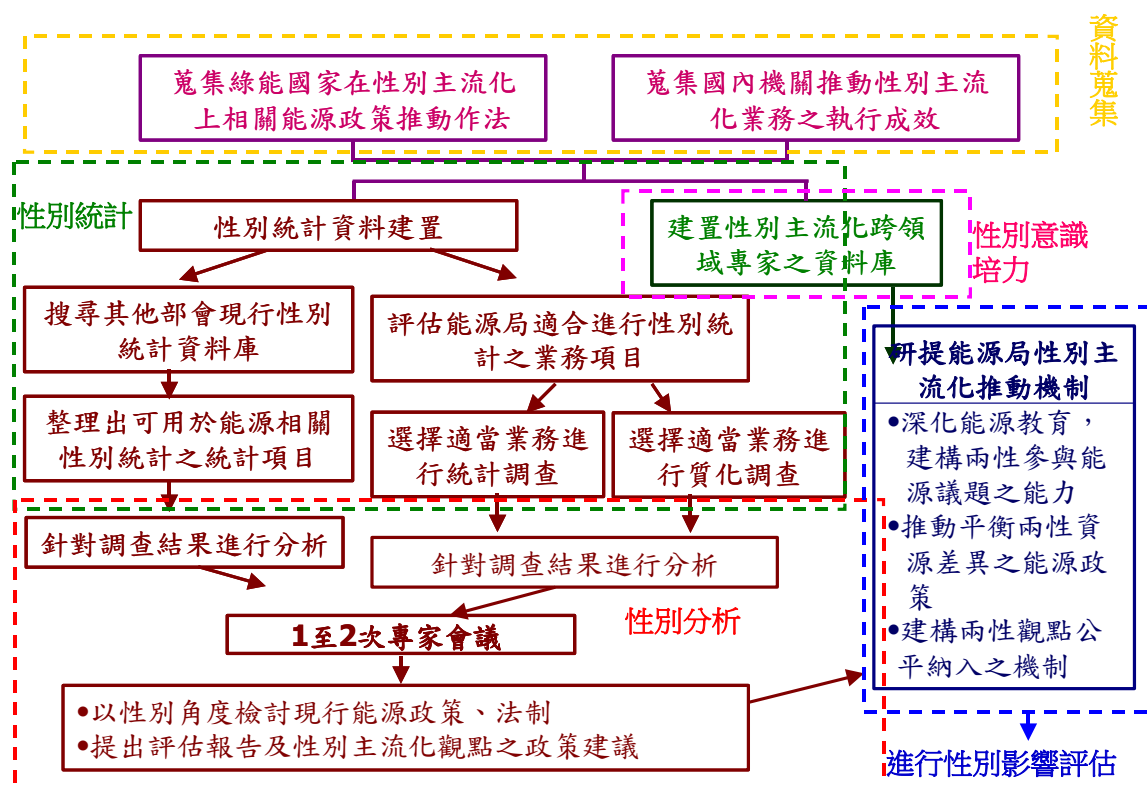 資料蒐集
蒐集綠能國家在性別主流化
上相關能源政策推動作法
蒐集國內機關推動性別主流
化業務之執行成效
性別統計
性別統計資料建置
建置性別主流化跨領
域專家之資料庫
性別意識
培力
搜尋其他部會現行性別
統計資料庫
評估能源局適合進行性別統
計之業務項目
整理出可用於能源相關
性別統計之統計項目
選擇適當業務進
行統計調查
選擇適當業務進
行質化調查
研提能源局性別主
流化推動機制
•深化能源教育，
建構兩性參與能
源議題之能力
•推動平衡兩性資
源差異之能源政
策
•建構兩性觀點公
平納入之機制
針對調查結果進行分析
針對調查結果進行分析
性別分析
1至2次專家會議
•以性別角度檢討現行能源政策、法制
•提出評估報告及性別主流化觀點之政策建議
進行性別影響評估